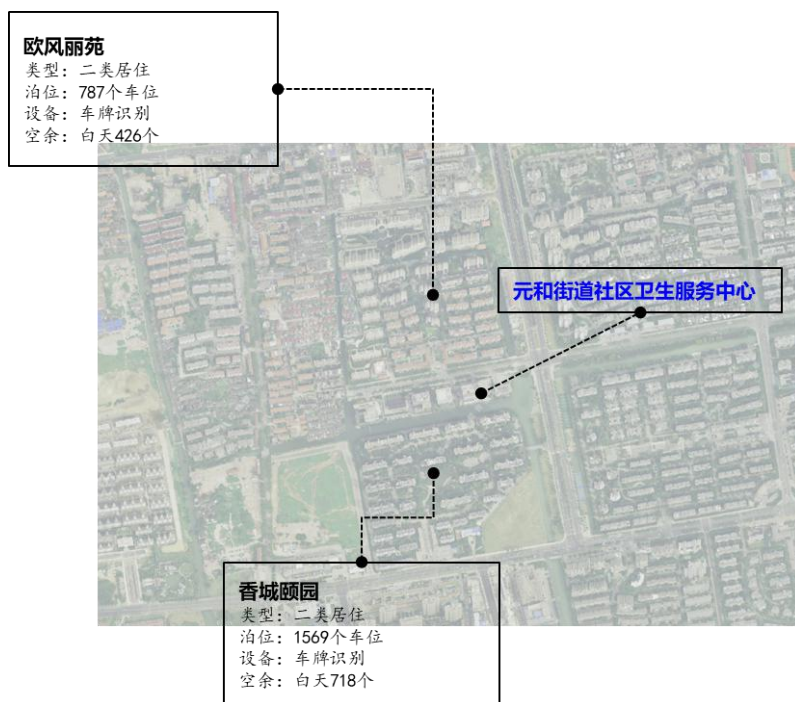 欧风丽苑
类型：二类居住
泊位：787个车位
设备：车牌识别
空余：白天426个
元和街道社区卫生服务中心
香城颐园
类型：二类居住
泊位：1569个车位
设备：车牌识别
空余：白天718个